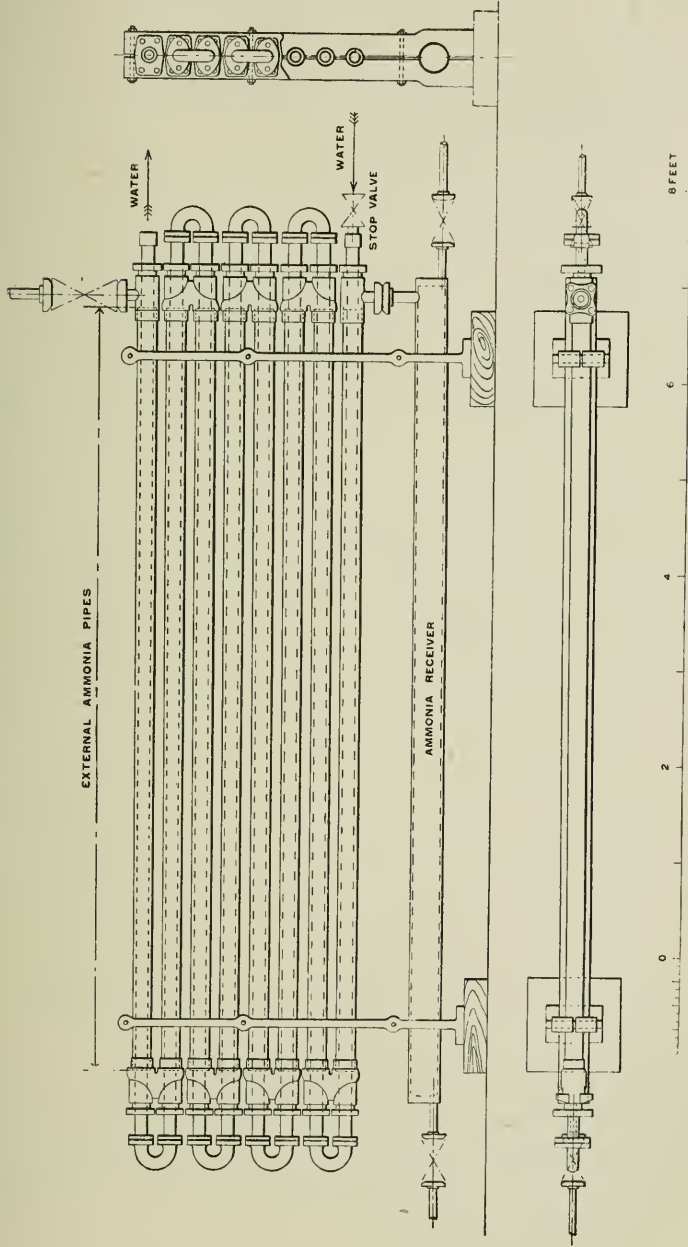 WATER
WATER
STOP VALVE
EXTERNAL AMMONIA PIPES
AMMONIA RECEIVER
0
2
4
6
8 FEET